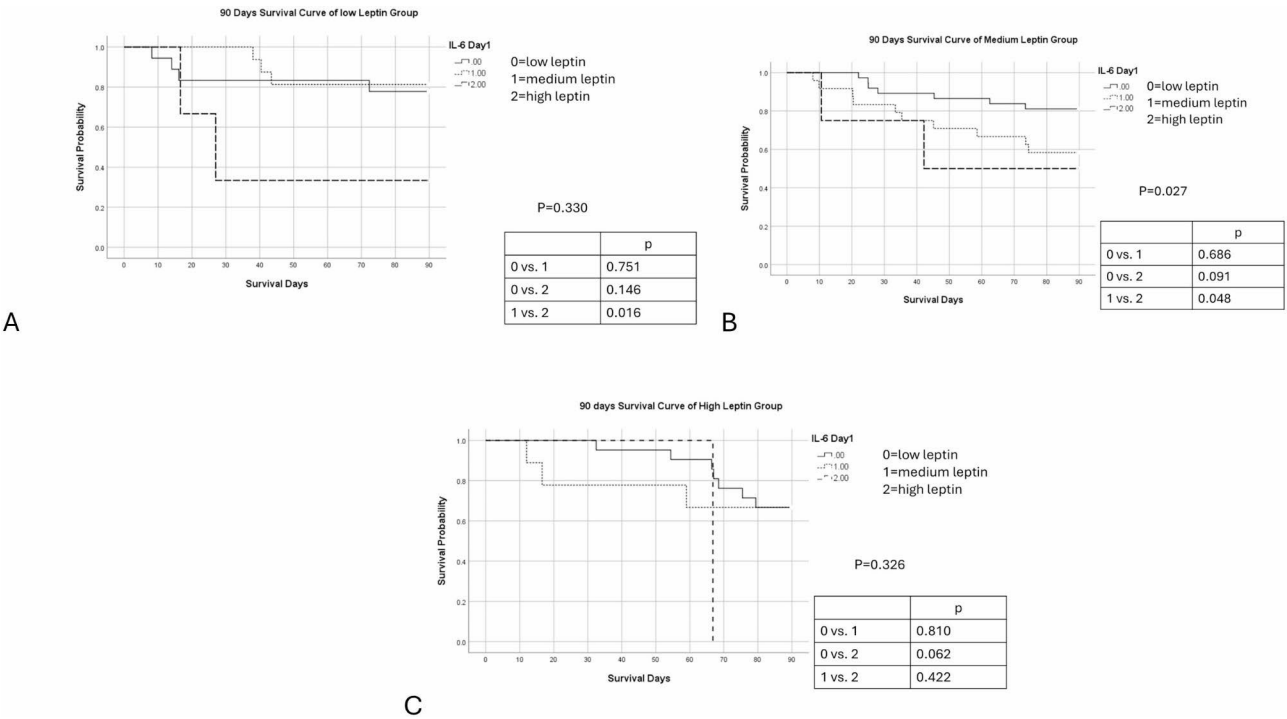 90 Days Survival Curve of low Leptin Group
IL-6 Day1
.00
1.00
2.00
0=low leptin
1=medium leptin
2=high leptin
Survival Probability
1.0
0.8
0.6
0.4
0.2
0.0
0 10 20 30 40 50 60 70 80 90
Survival Days
P=0.330
p
0 vs. 1 0.751
0 vs. 2 0.146
1 vs. 2 0.016
A
90 Days Survival Curve of Medium Leptin Group
IL-6 Day1
.00
1.00
2.00
0=low leptin
1=medium leptin
2=high leptin
Survival Probability
1.0
0.8
0.6
0.4
0.2
0.0
0 10 20 30 40 50 60 70 80 90
Survival Days
P=0.027
p
0 vs. 1 0.686
0 vs. 2 0.091
1 vs. 2 0.048
B
90 days Survival Curve of High Leptin Group
IL-6 Day1
.00
1.00
2.00
0=low leptin
1=medium leptin
2=high leptin
Survival Probability
1.0
0.8
0.6
0.4
0.2
0.0
0 10 20 30 40 50 60 70 80 90
Survival Days
P=0.326
p
0 vs. 1 0.810
0 vs. 2 0.062
1 vs. 2 0.422
C